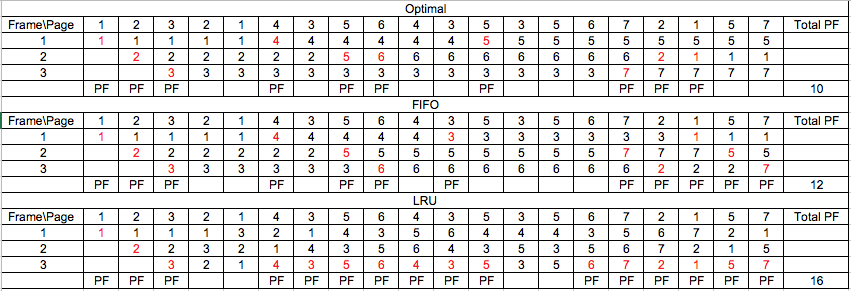 Optimal
Frame\Page 1 2 3 2 1 4 3 5 6 4 3 5 3 5 6 7 2 1 5 7 Total PF
1 1 1 1 1 1 4 4 4 4 4 4 5 5 5 5 5 5 5 5 5
2 2 2 2 2 2 2 5 6 6 6 6 6 6 6 6 2 1 1 1
3 3 3 3 3 3 3 3 3 3 3 3 3 3 7 7 7 7 7
PF PF PF PF PF PF PF PF PF PF 10
FIFO
Frame\Page 1 2 3 2 1 4 3 5 6 4 3 5 3 5 6 7 2 1 5 7 Total PF
1 1 1 1 1 1 4 4 4 4 4 3 3 3 3 3 3 3 1 1 1
2 2 2 2 2 2 2 5 5 5 5 5 5 5 5 7 7 7 5 5
3 3 3 3 3 3 3 6 6 6 6 6 6 6 6 2 2 2 7
PF PF PF PF PF PF PF PF PF PF PF PF 12
LRU
Frame\Page 1 2 3 2 1 4 3 5 6 4 3 5 3 5 6 7 2 1 5 7 Total PF
1 1 1 1 1 3 2 1 4 3 5 6 4 4 4 3 5 6 7 2 1
2 2 2 3 2 1 4 3 5 6 4 3 5 3 5 6 7 2 1 5
3 3 2 1 4 3 5 6 4 3 5 3 5 6 7 2 1 5 7
PF PF PF PF PF PF PF PF PF PF PF PF PF PF PF PF 16